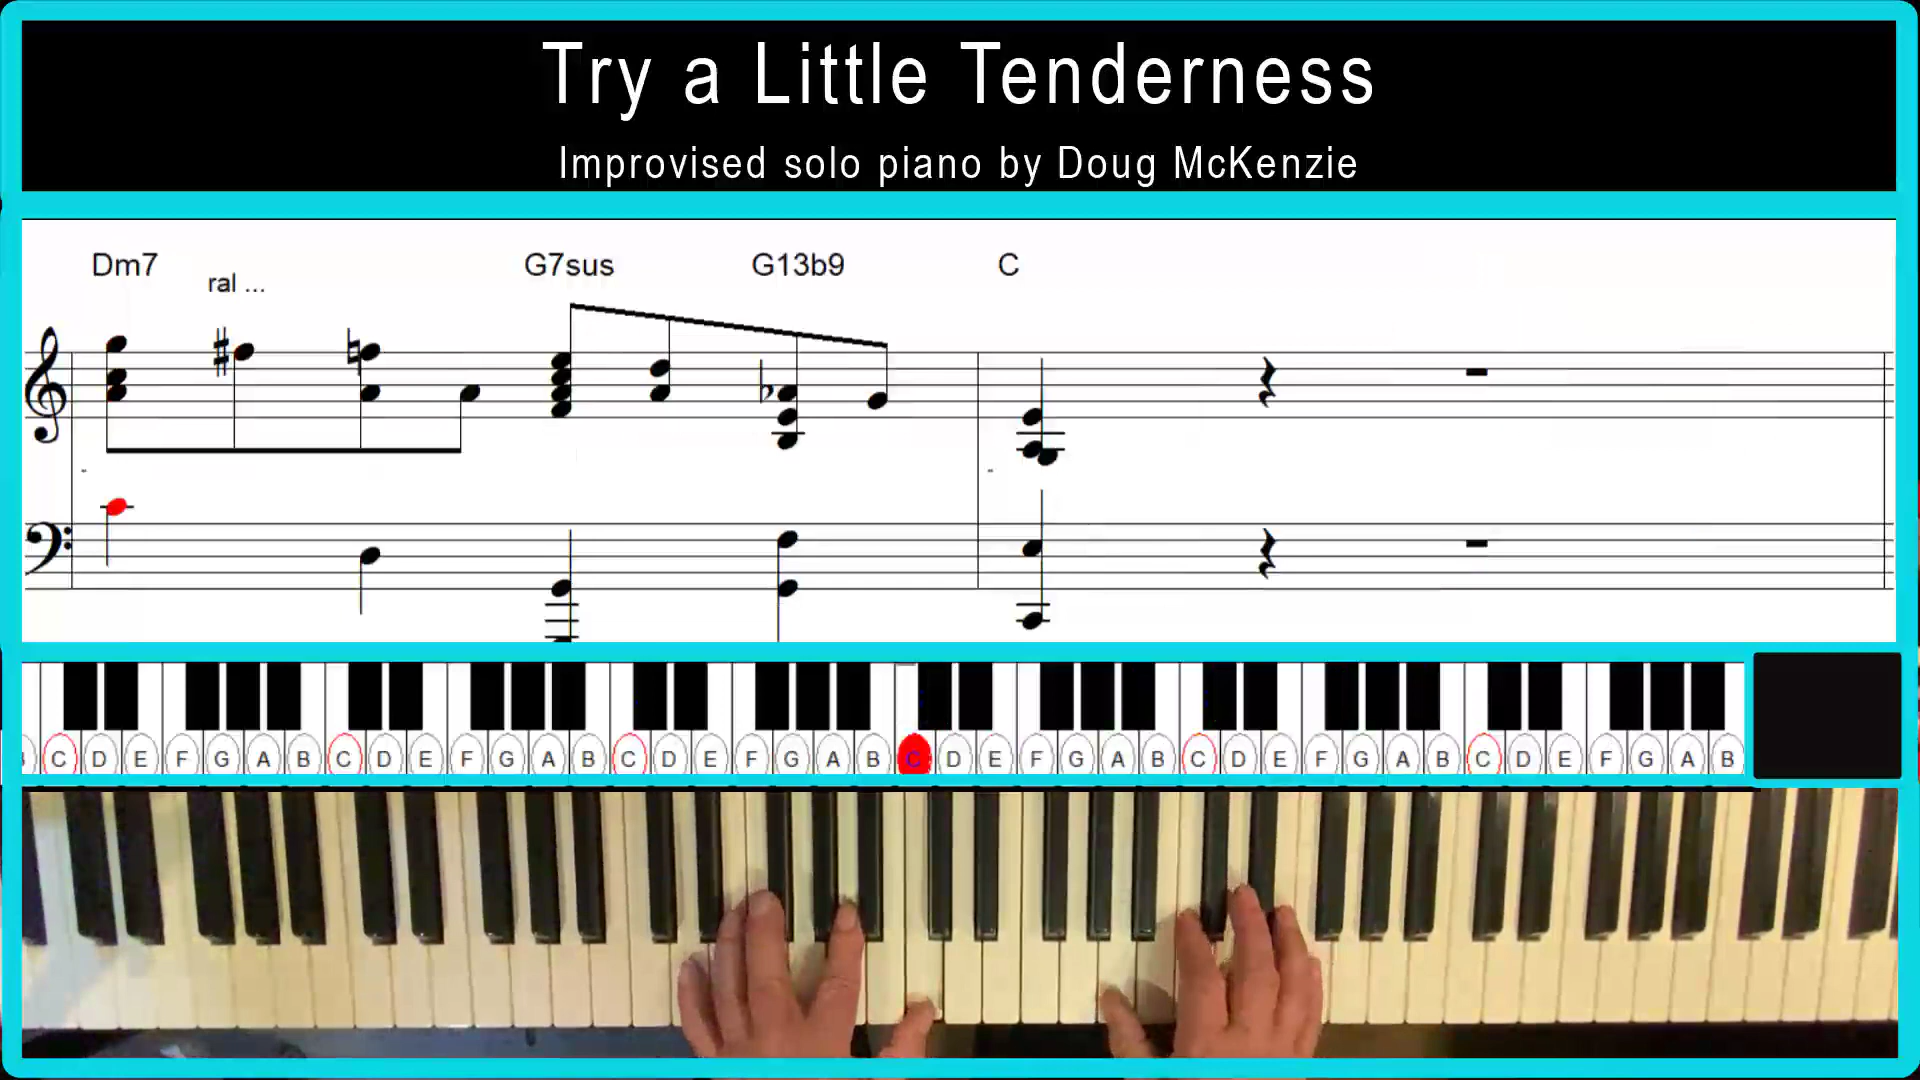 Try a Little Tenderness
Improvised solo piano by Doug McKenzie
Dm7 G7sus G13b9 C
ral ...
C D E F G A B C D E F G A B C D E F G A B C D E F G A B C D E F G A B C D E F G A B